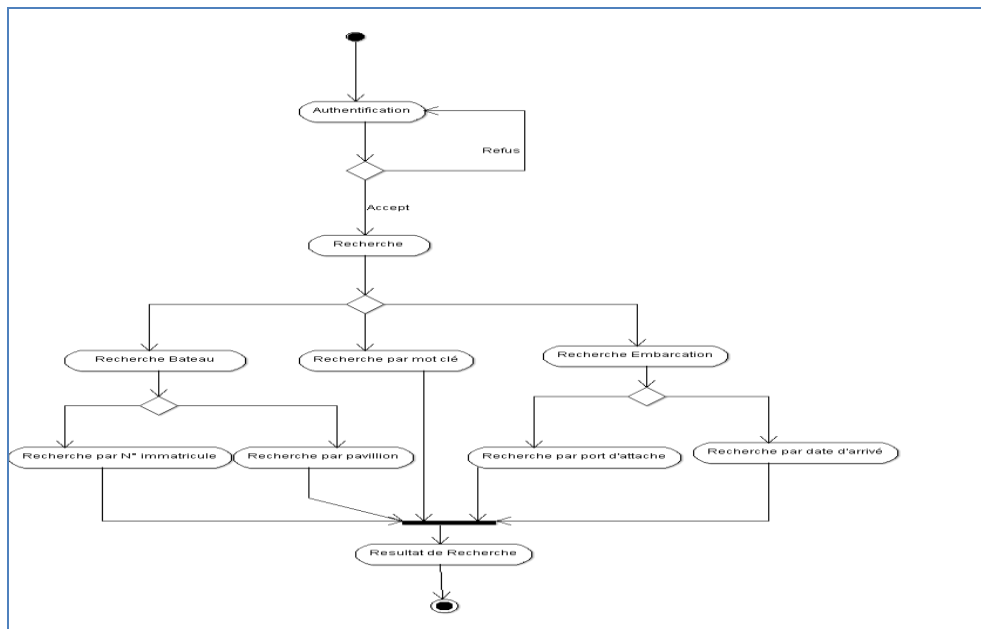 Authentification
Refus
Accept
Recherche
Recherche Bateau
Recherche par mot clé
Recherche Embarcation
Recherche par N° immatricule
Recherche par pavillion
Recherche par port d'attache
Recherche par date d'arrivé
Resultat de Recherche